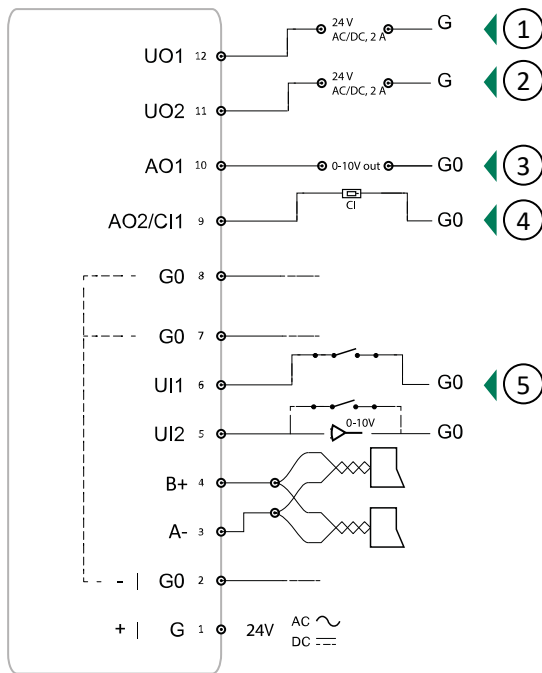 24 V
AC/DC, 2 A
G
1
UO1 12
24 V
AC/DC, 2 A
G
2
UO2 11
AO1 10
0-10V out
G0
3
CI
AO2/CI1 9
G0
4
G0 8
G0 7
UI1 6
G0
5
UI2 5
0-10V
G0
B+ 4
A- 3
- | G0 2
+ | G 1
24V
AC
DC